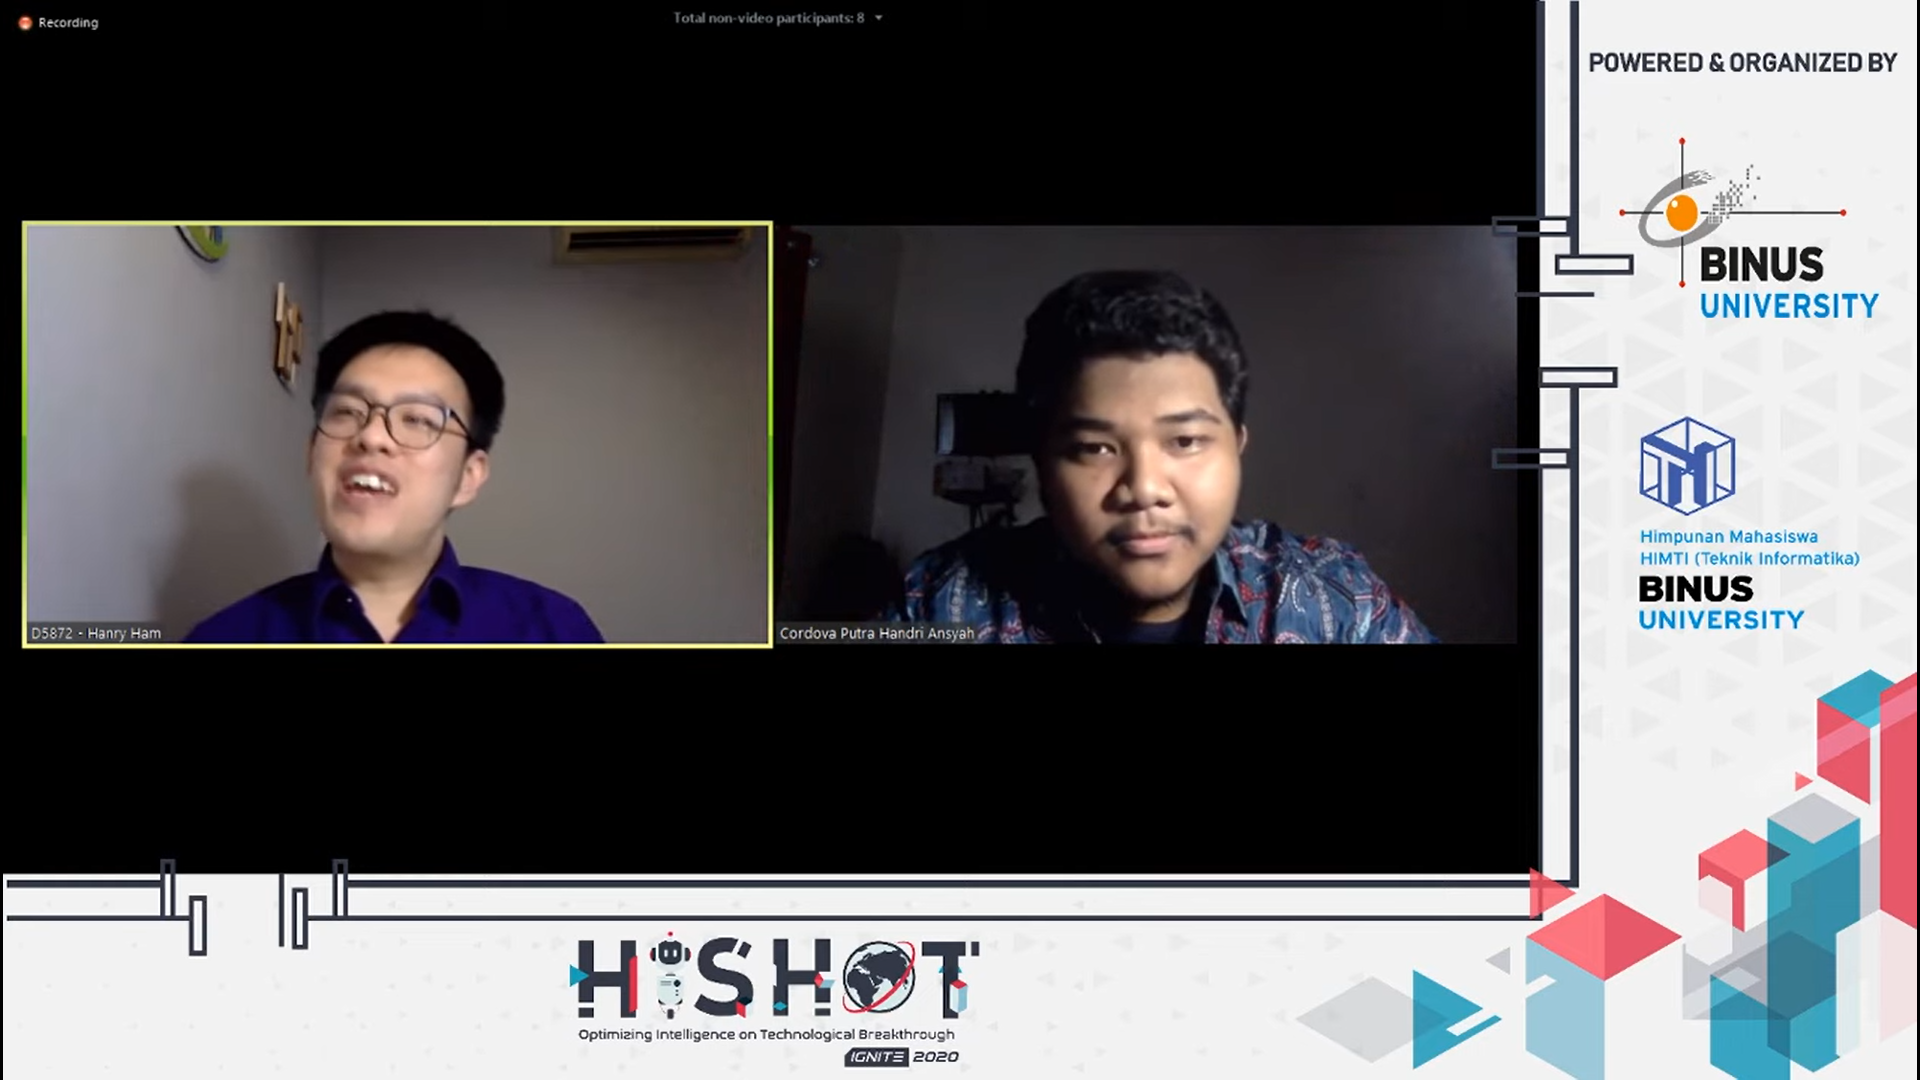 Recording
Total non-video participants: 8
POWERED & ORGANIZED BY
BINUS
UNIVERSITY
D5872 - Hanry Ham
Cordova Putra Handri Ansyah
Himpunan Mahasiswa
HIMTI (Teknik Informatika)
BINUS
UNIVERSITY
HISHOT
Optimizing Intelligence on Technological Breakthrough
IGNITE 2020